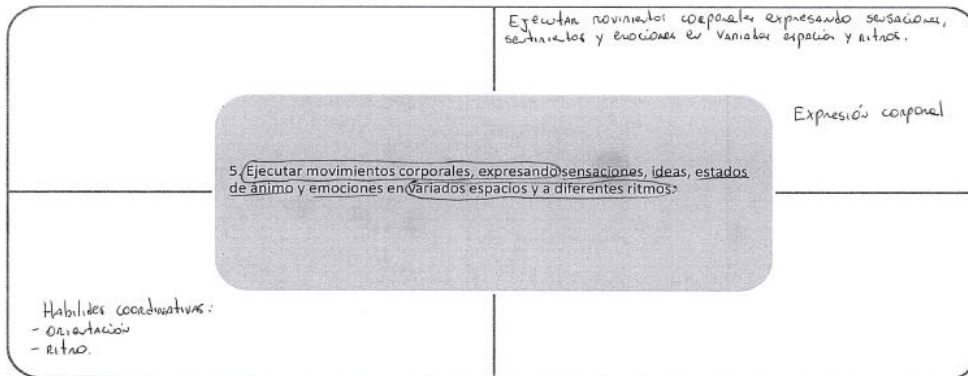 Ejecutar movimientos corporales expresando sensaciones,
sentimientos y emociones en variados espacios y ritmos.
Expresión corporal
5. Ejecutar movimientos corporales, expresando sensaciones, ideas, estados
de ánimo y emociones en variados espacios y a diferentes ritmos.
Habilides coordinativas:
- orientación
- Ritmo.